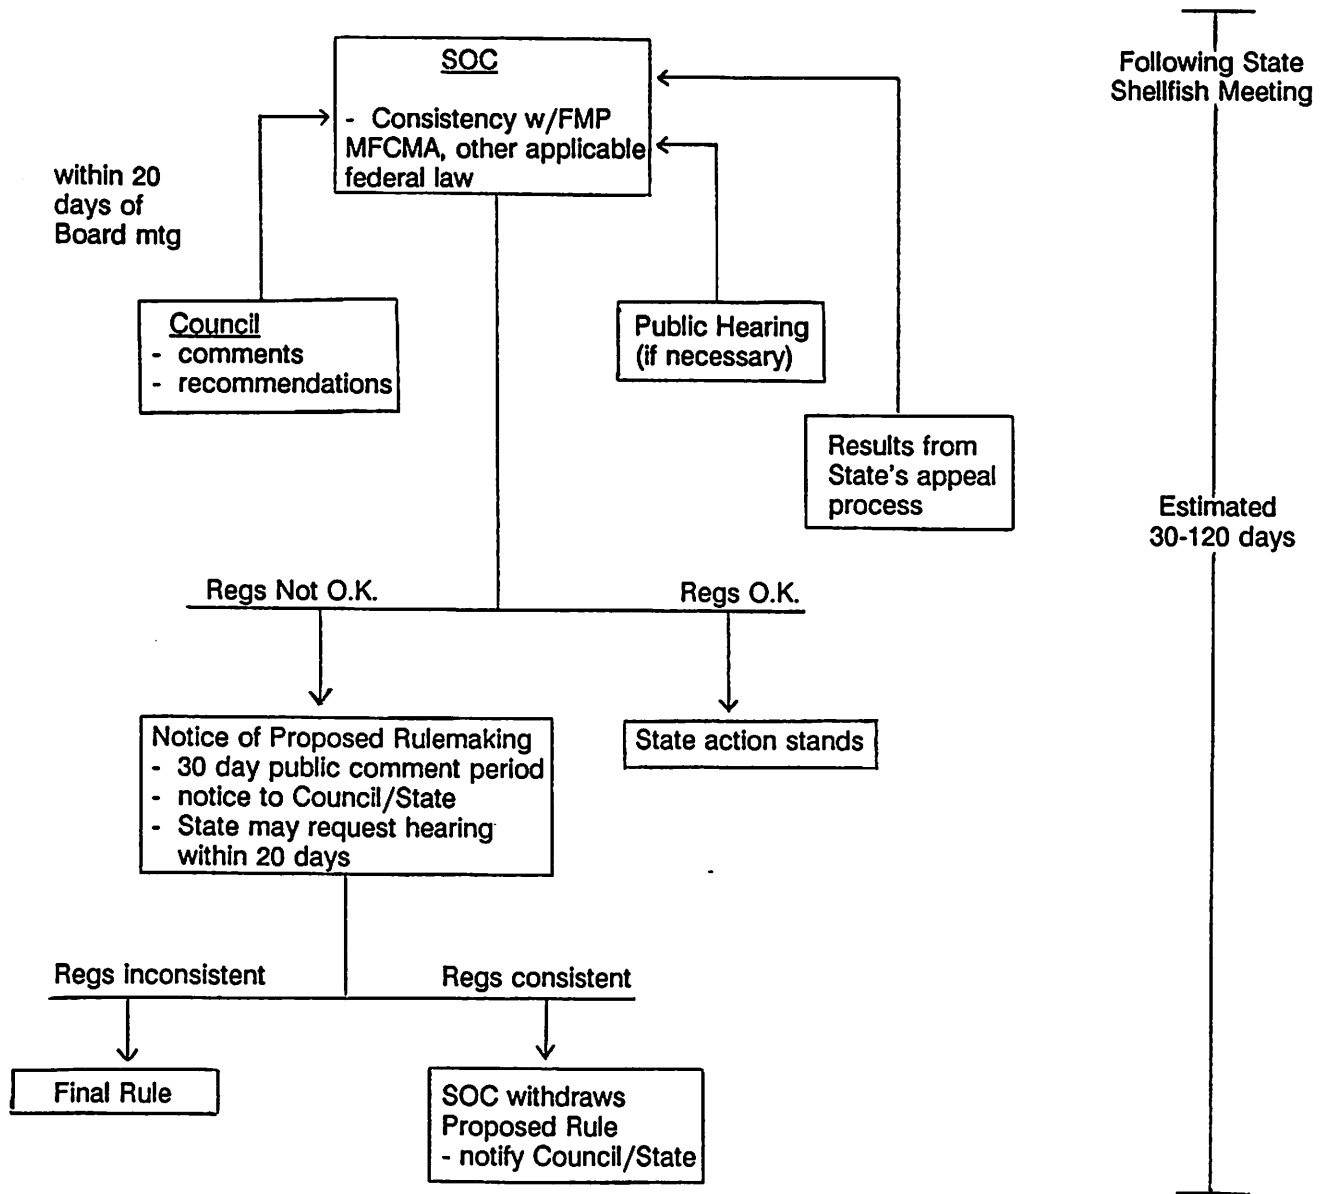 SOC
- Consistency w/FMP
MFCMA, other applicable
federal law
Following State
Shellfish Meeting
within 20
days of
Board mtg
Council
- comments
- recommendations
Public Hearing
(if necessary)
Results from
State's appeal
process
Estimated
30-120 days
Regs Not O.K.
Regs O.K.
Notice of Proposed Rulemaking
- 30 day public comment period
- notice to Council/State
- State may request hearing
within 20 days
State action stands
Regs inconsistent
Regs consistent
Final Rule
SOC withdraws
Proposed Rule
- notify Council/State